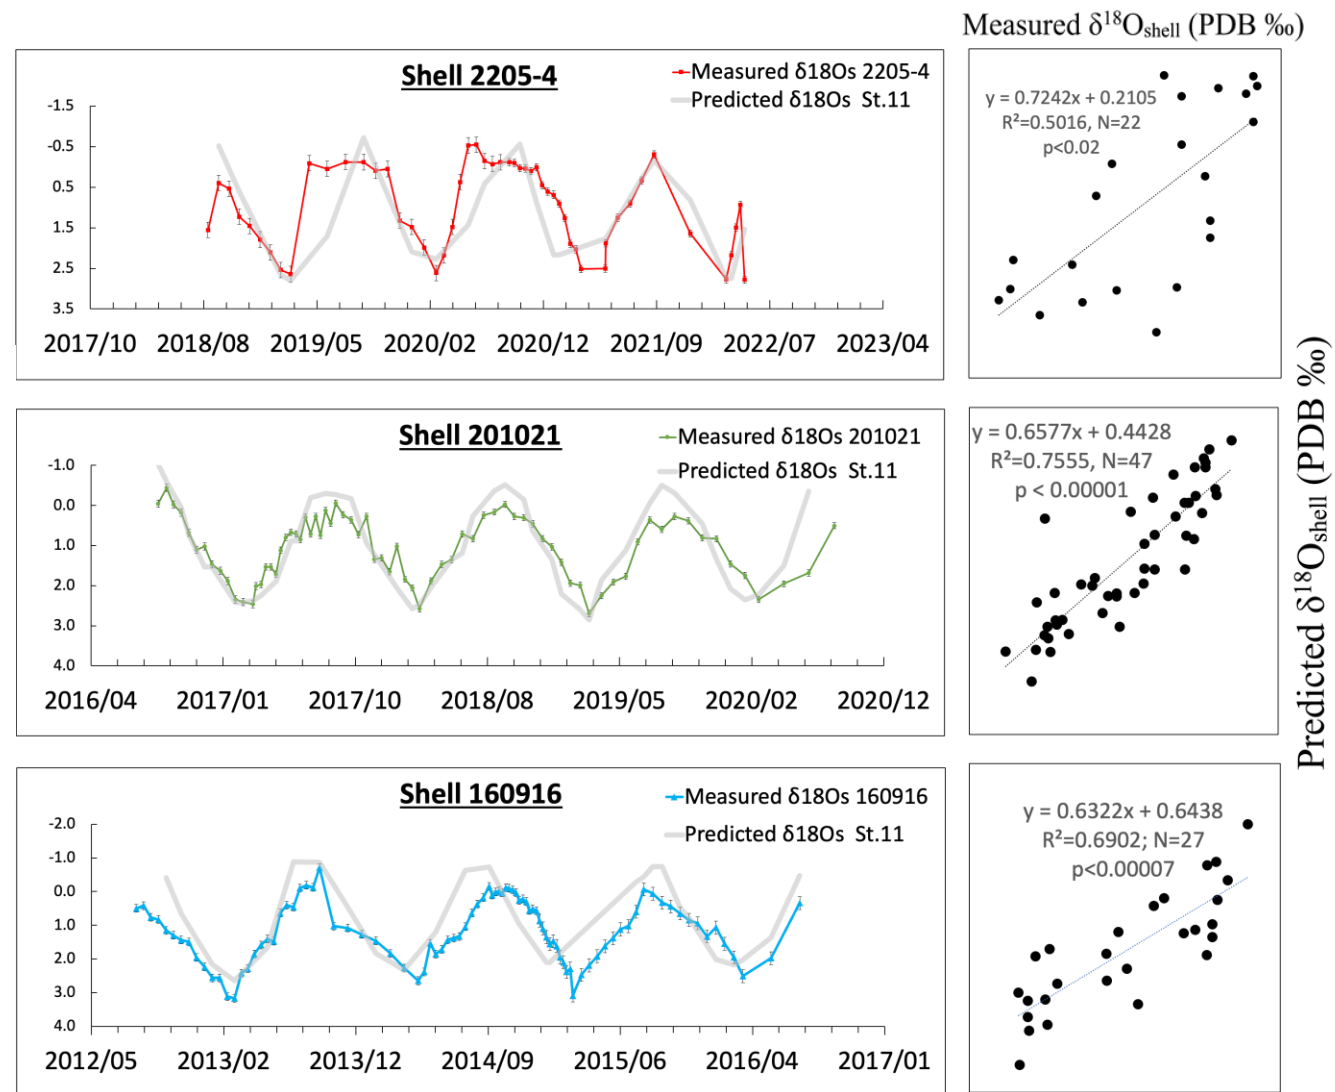 Measured δ¹⁸Oshell (PDB ‰)
Shell 2205-4
Measured δ18Os 2205-4
Predicted δ18Os St.11
-1.5
-0.5
0.5
1.5
2.5
3.5
2017/10 2018/08 2019/05 2020/02 2020/12 2021/09 2022/07 2023/04
y = 0.7242x + 0.2105
R²=0.5016, N=22
p<0.02
Shell 201021
Measured δ18Os 201021
Predicted δ18Os St.11
-1.0
0.0
1.0
2.0
3.0
4.0
2016/04 2017/01 2017/10 2018/08 2019/05 2020/02 2020/12
y = 0.6577x + 0.4428
R²=0.7555, N=47
p < 0.00001
Predicted δ¹⁸Oshell (PDB ‰)
Shell 160916
Measured δ18Os 160916
Predicted δ18Os St.11
-2.0
-1.0
0.0
1.0
2.0
3.0
4.0
2012/05 2013/02 2013/12 2014/09 2015/06 2016/04 2017/01
y = 0.6322x + 0.6438
R²=0.6902; N=27
p<0.00007